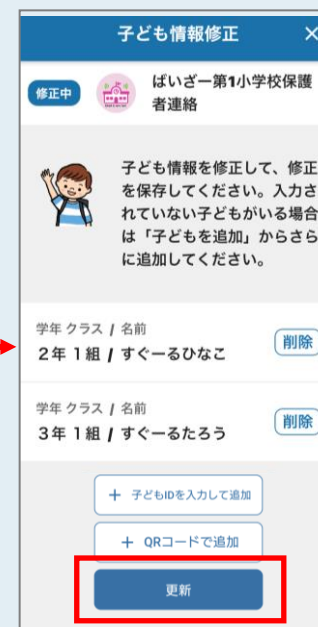 子ども情報修正 ×
修正中
ばいざー第1小学校保護
者連絡
子ども情報を修正して、修正
を保存してください。入力さ
れていない子どもがいる場合
は「子どもを追加」からさら
に追加してください。
学年 クラス / 名前
2年 1組 / すぐーるひなこ
削除
学年 クラス / 名前
3年 1組 / すぐーるたろう
削除
＋ 子どもIDを入力して追加
＋ QRコードで追加
更新